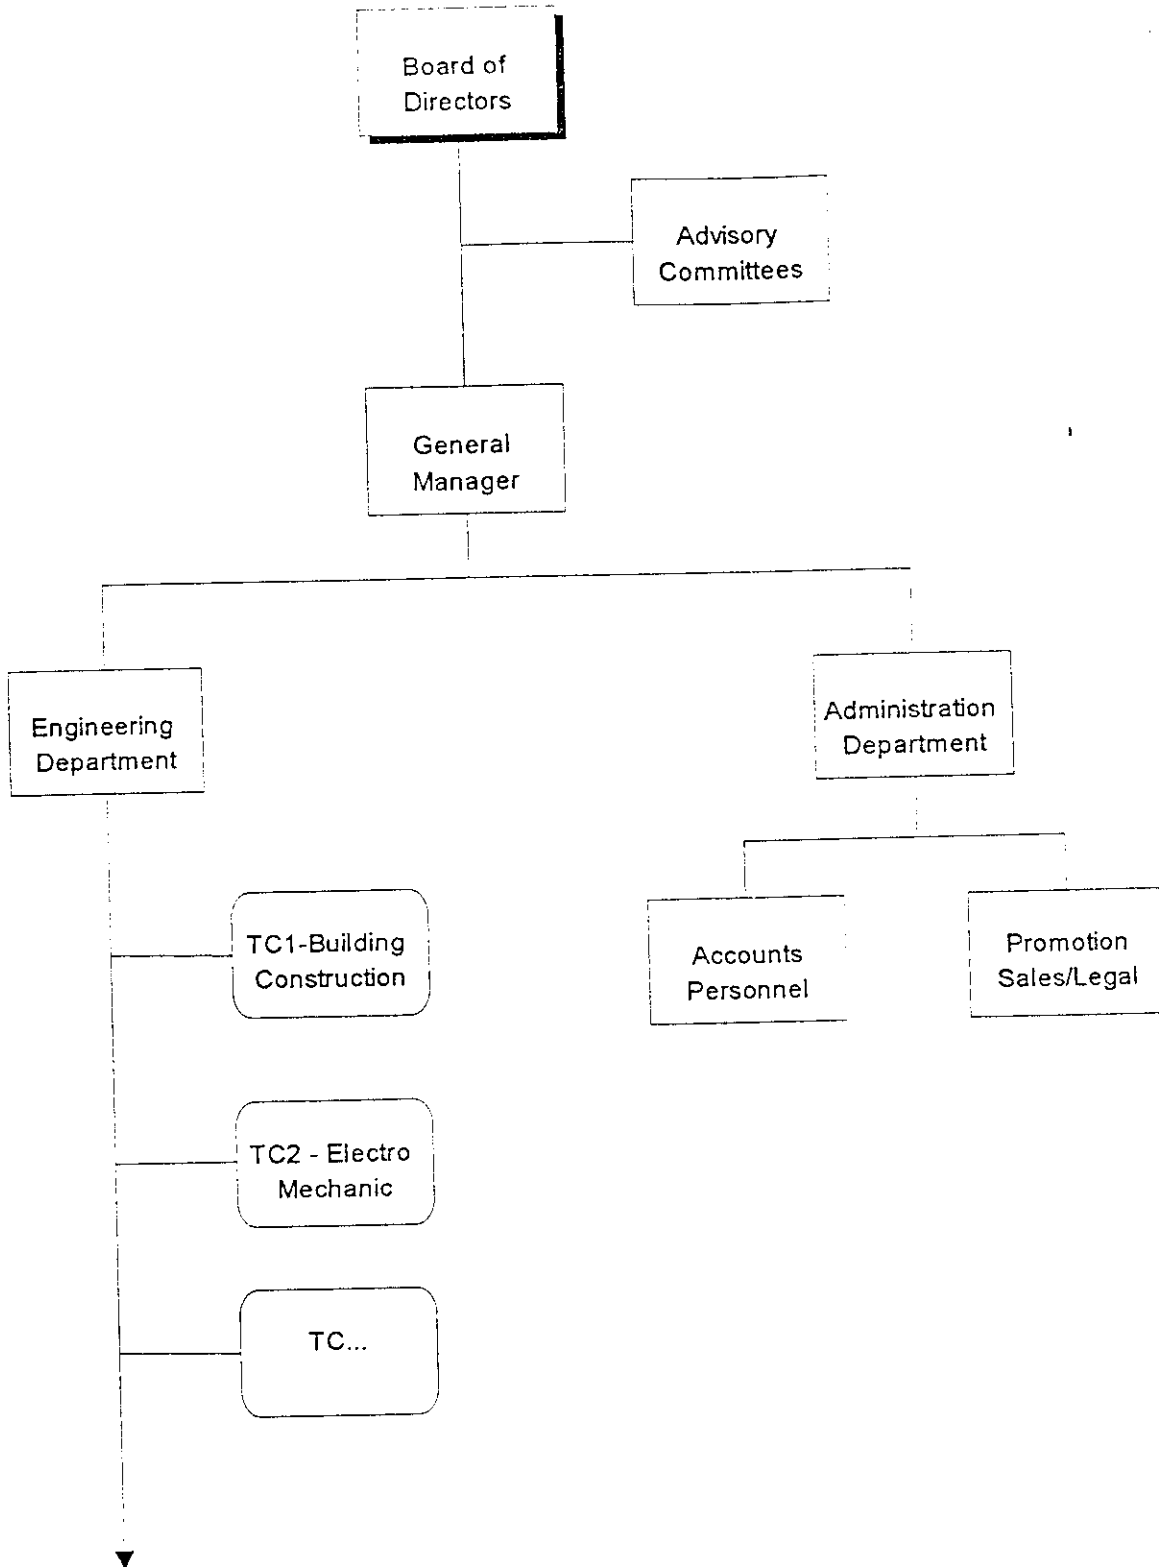 Board of
Directors
Advisory
Committees
General
Manager
Engineering
Department
Administration
Department
TC1-Building
Construction
Accounts
Personnel
Promotion
Sales/Legal
TC2 - Electro
Mechanic
TC...